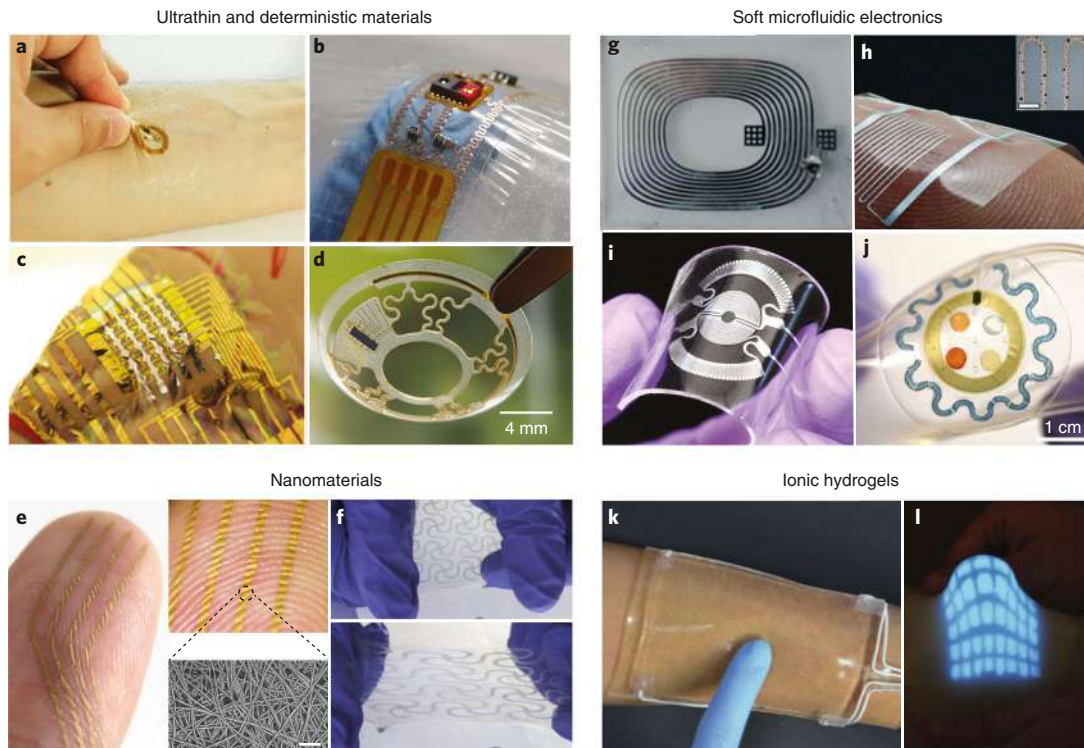 Ultrathin and deterministic materials
Soft microfluidic electronics
a
b
g
h
c
d
4 mm
i
j
1 cm
Nanomaterials
Ionic hydrogels
e
f
k
l